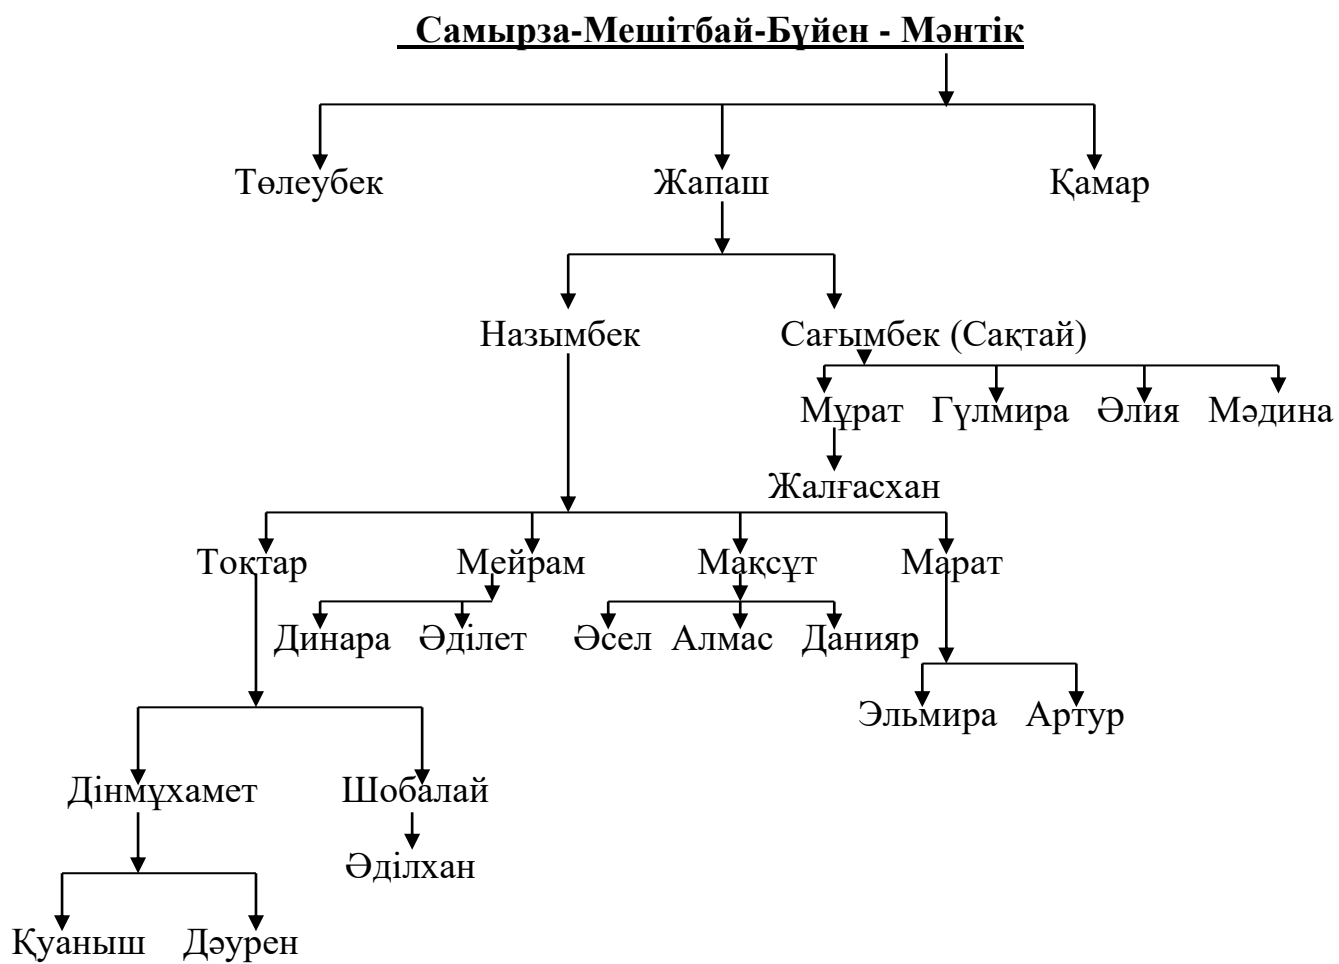 Самырза-Мешітбай-Бүйен - Мәнтік
Төлеубек Жапаш Қамар
Назымбек Сағымбек (Сақтай)
Мұрат Гүлмира Әлия Мәдина
Жалғасхан
Тоқтар Мейрам Мақсұт Марат
Динара Әділет Әсел Алмас Данияр
Эльмира Артур
Дінмұхамет Шобалай
Әділхан
Қуаныш Дәурен